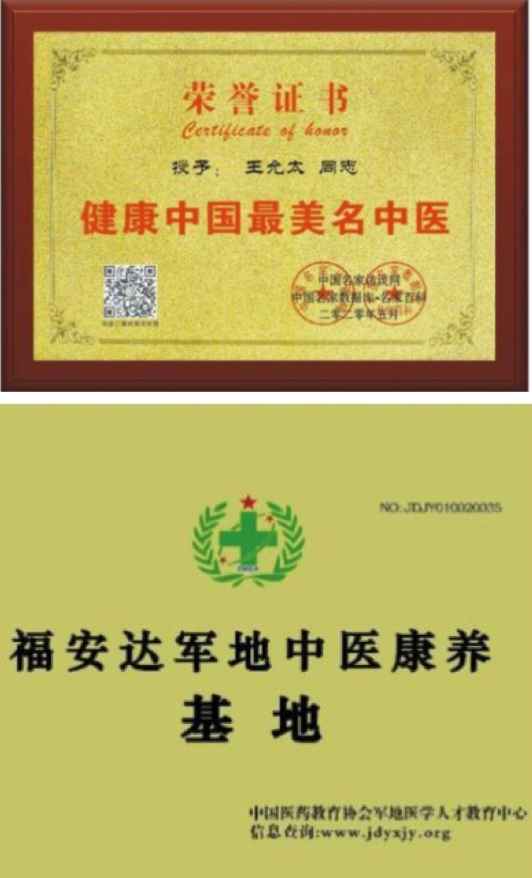 荣誉证书
Certificate of honor
授予： 王允太 同志
健康中国最美名中医
中国名家访谈网
中国名家数据库·名家百科
二零二零年五月
NO:JDJY010020035
福安达军地中医康养
基地
中国医药教育协会军地医学人才教育中心
信息查询:www.jdyxjy.org